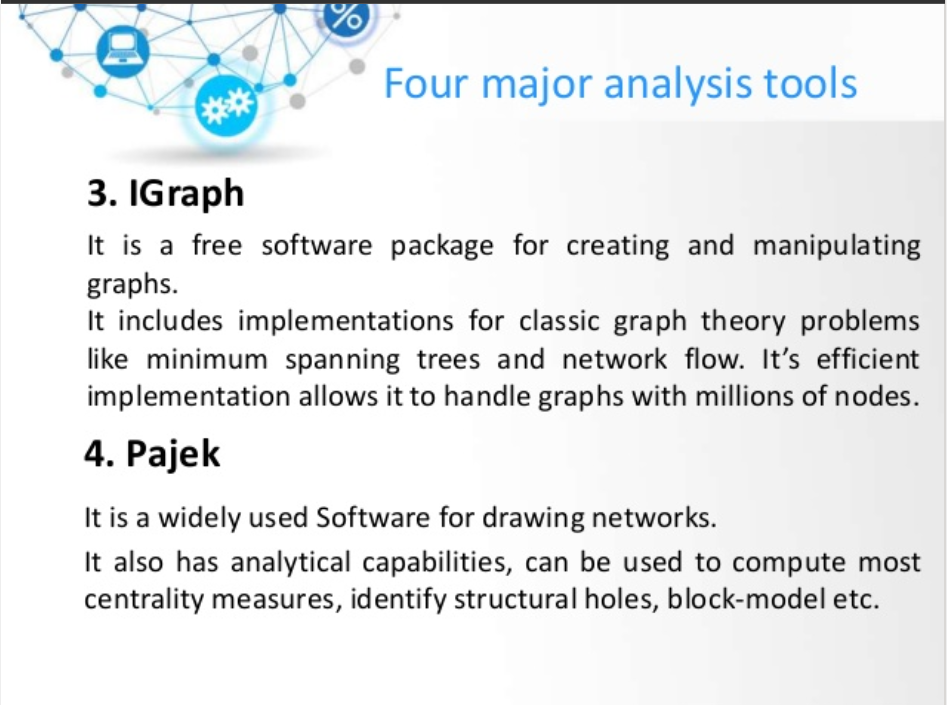 %
Four major analysis tools
3. IGraph
It is a free software package for creating and manipulating
graphs.
It includes implementations for classic graph theory problems
like minimum spanning trees and network flow. It’s efficient
implementation allows it to handle graphs with millions of nodes.
4. Pajek
It is a widely used Software for drawing networks.
It also has analytical capabilities, can be used to compute most
centrality measures, identify structural holes, block-model etc.